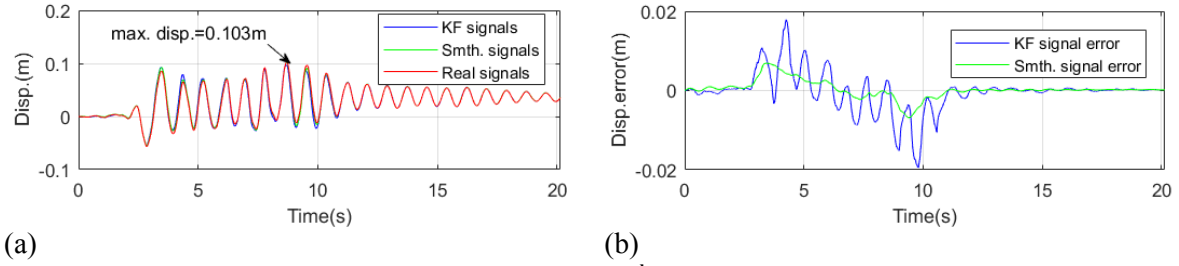 0.2
0.1
0
-0.1
Disp.(m)
max. disp.=0.103m
KF signals
Smth. signals
Real signals
0 5 10 15 20
Time(s)
(a)
0.02
0
-0.02
Disp.error(m)
KF signal error
Smth. signal error
0 5 10 15 20
Time(s)
(b)